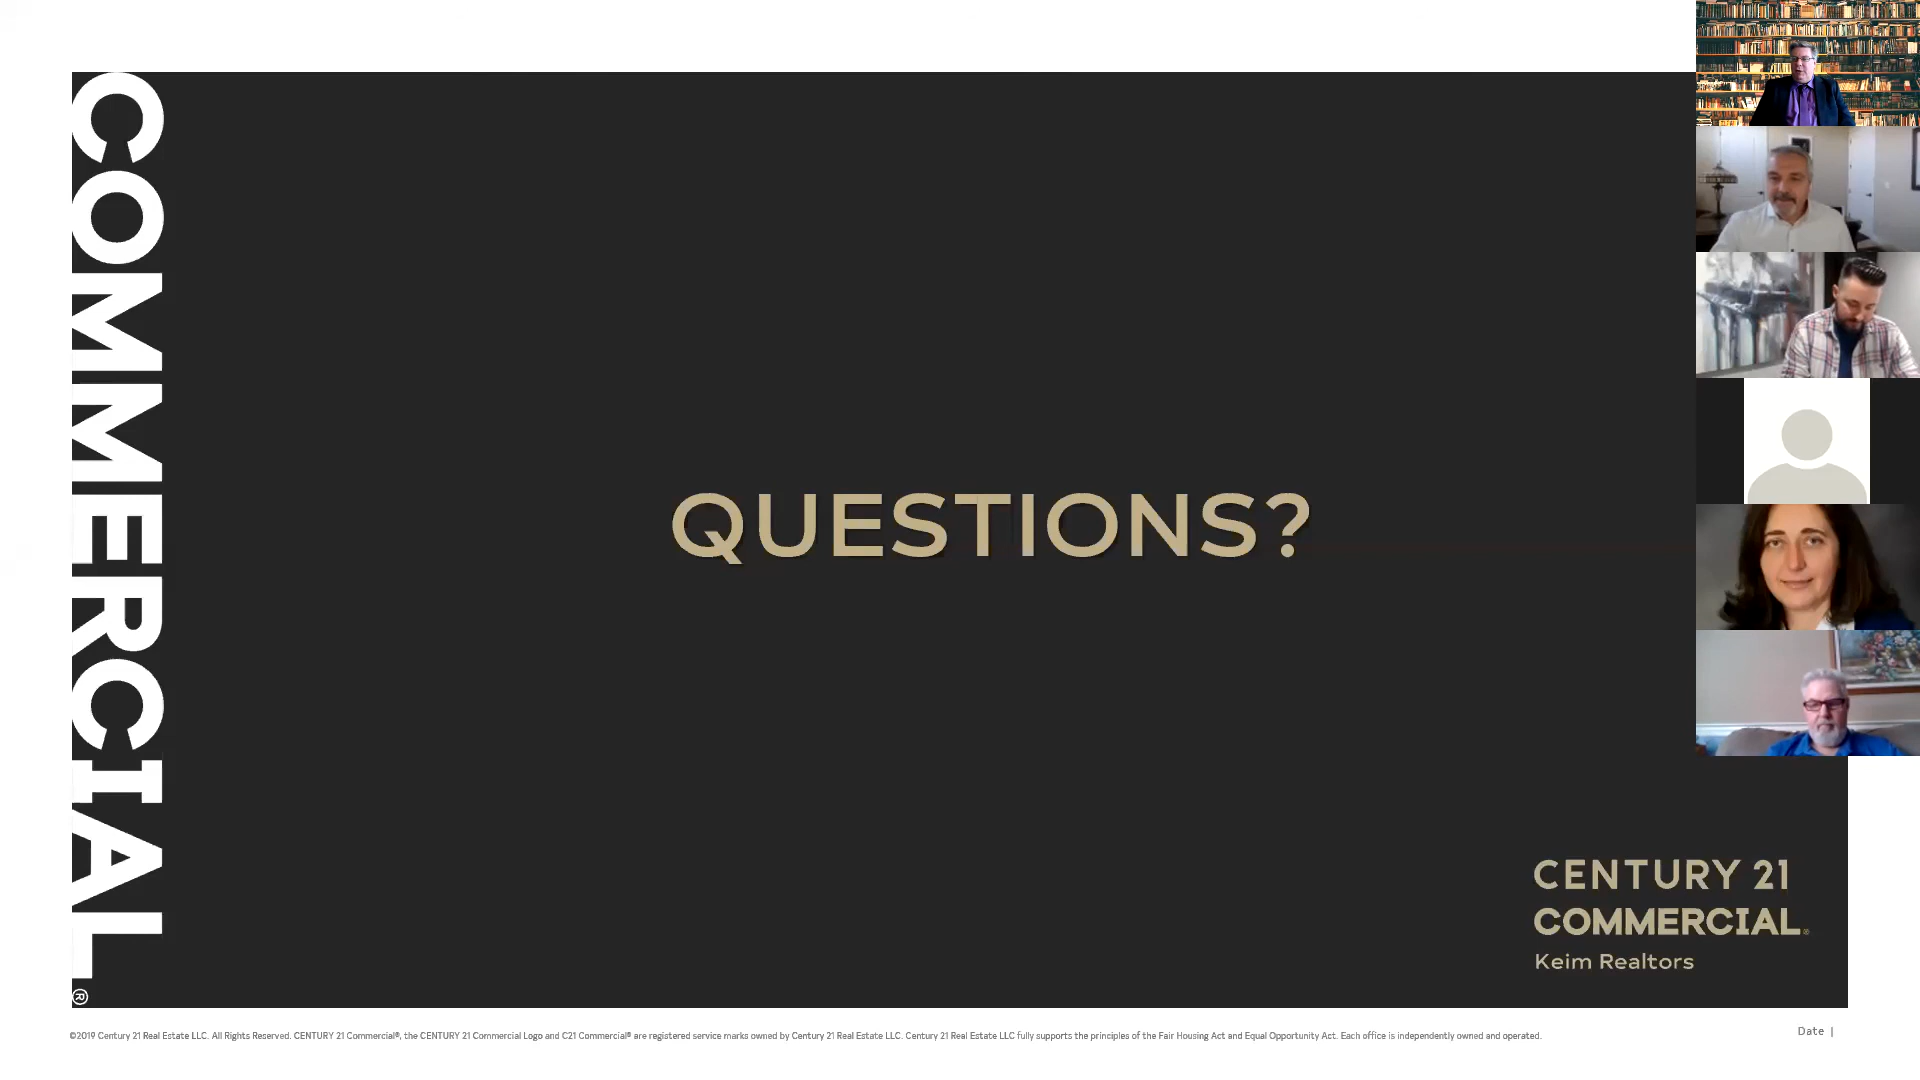 COMMERCIAL®
QUESTIONS?
CENTURY 21
COMMERCIAL®
Keim Realtors
©2019 Century 21 Real Estate LLC. All Rights Reserved. CENTURY 21 Commercial®, the CENTURY 21 Commercial Logo and C21 Commercial® are registered service marks owned by Century 21 Real Estate LLC. Century 21 Real Estate LLC fully supports the principles of the Fair Housing Act and Equal Opportunity Act. Each office is independently owned and operated.
Date |